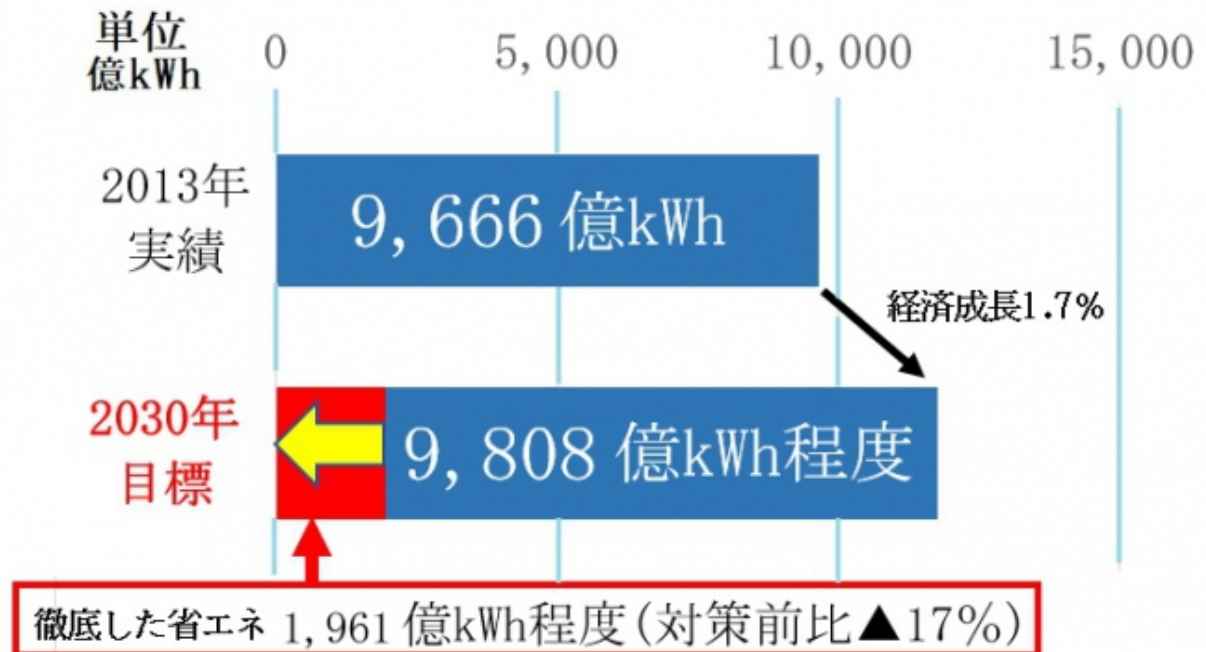 単位
億kWh
0 5,000 10,000 15,000
2013年
実績
9,666 億kWh
経済成長1.7%
2030年
目標
9,808 億kWh程度
徹底した省エネ 1,961 億kWh程度(対策前比▲17%)